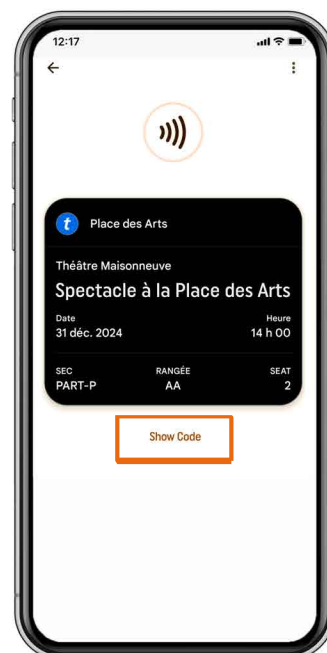 12:17
t Place des Arts
Théâtre Maisonneuve
Spectacle à la Place des Arts
Date Heure
31 déc. 2024 14 h 00
SEC RANGÉE SEAT
PART-P AA 2
Show Code